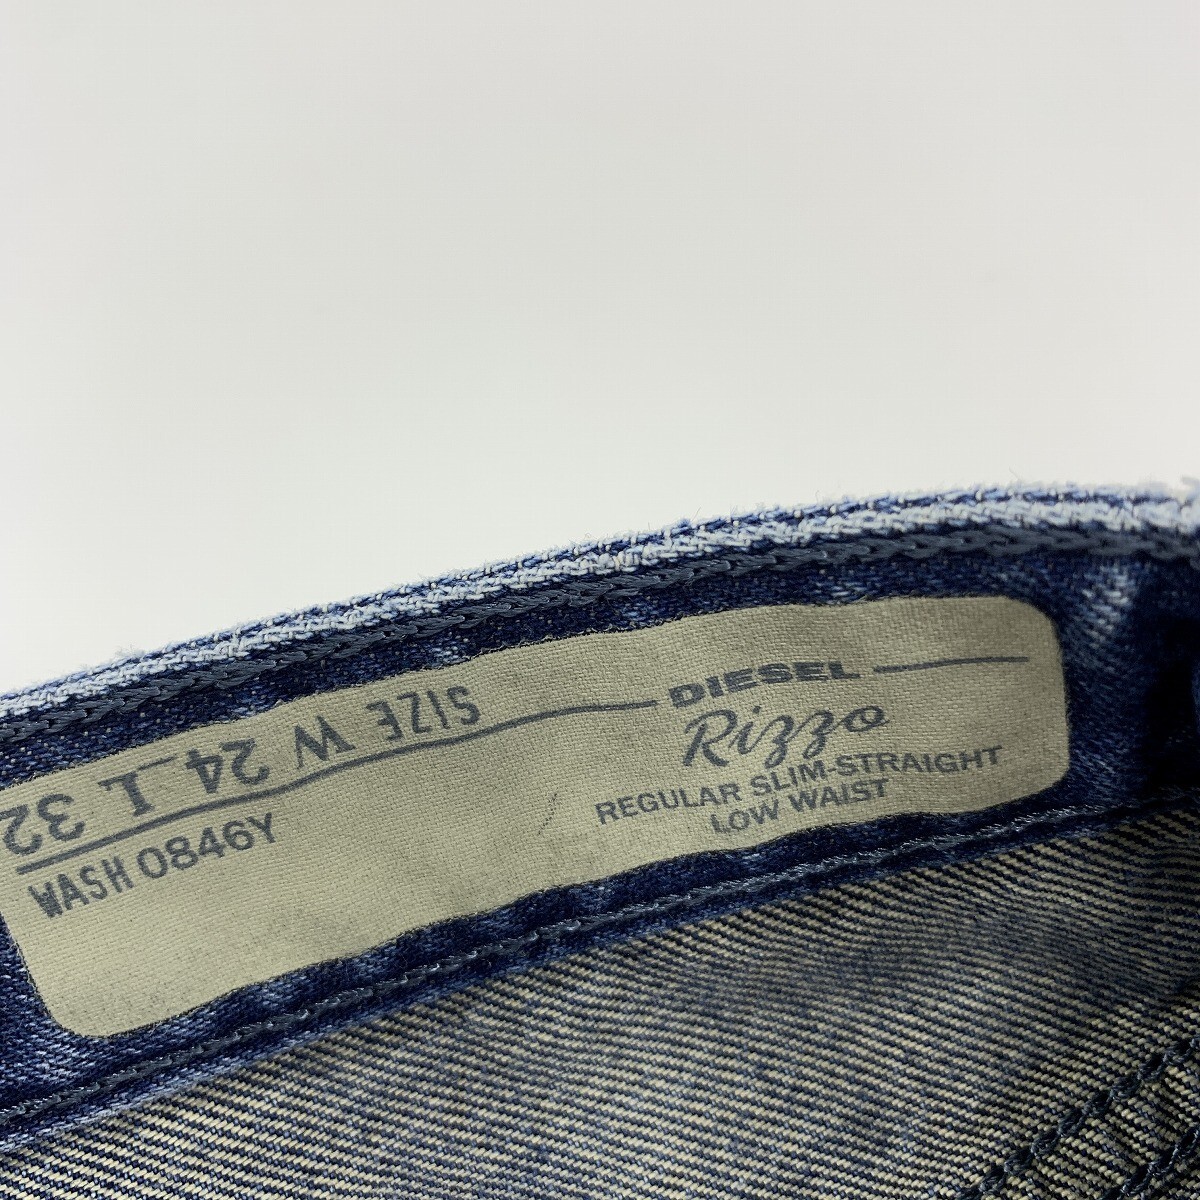 DIESEL
Rizzo
REGULAR SLIM-STRAIGHT
LOW WAIST
SIZE W 24 L 32
WASH 0846Y